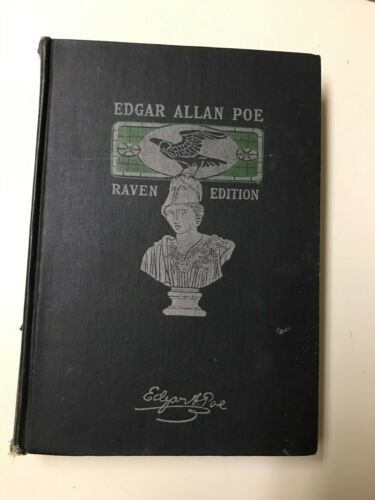 EDGAR ALLAN POE
RAVEN EDITION
Edgar A. Poe